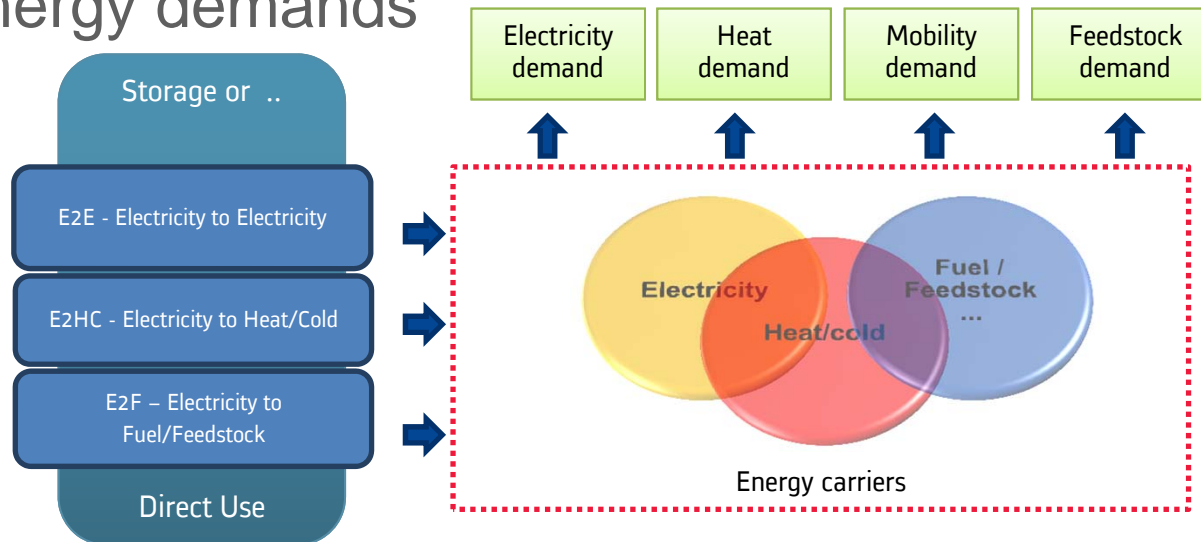 nergy demands
Storage or ..
E2E - Electricity to Electricity
E2HC - Electricity to Heat/Cold
E2F – Electricity to
Fuel/Feedstock
Direct Use
Electricity
demand
Heat
demand
Mobility
demand
Feedstock
demand
Electricity
Heat/cold
Fuel /
Feedstock
...
Energy carriers